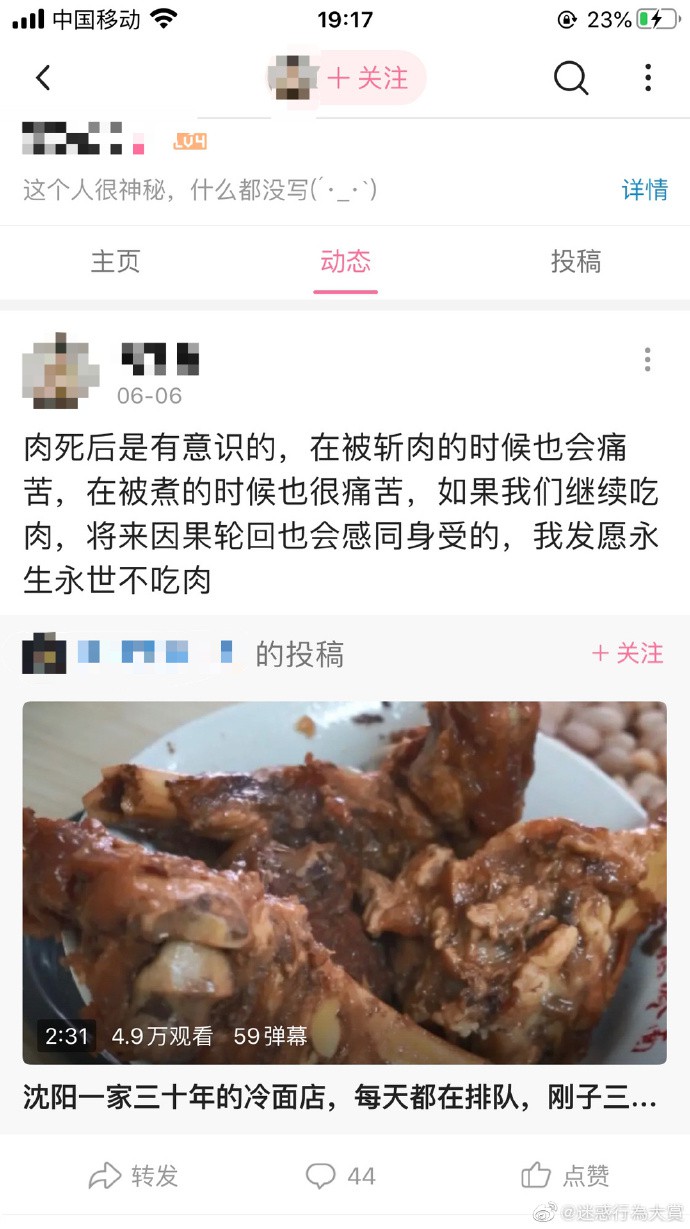 中国移动
19:17
23%
+ 关注
LV4
这个人很神秘，什么都没写(´･_･`)
详情
主页
动态
投稿
06-06
肉死后是有意识的，在被斩肉的时候也会痛
苦，在被煮的时候也很痛苦，如果我们继续吃
肉，将来因果轮回也会感同身受的，我发愿永
生永世不吃肉
的投稿
+ 关注
2:31 4.9万观看 59弹幕
沈阳一家三十年的冷面店，每天都在排队，刚子三...
转发
44
点赞
@迷惑行為大賞